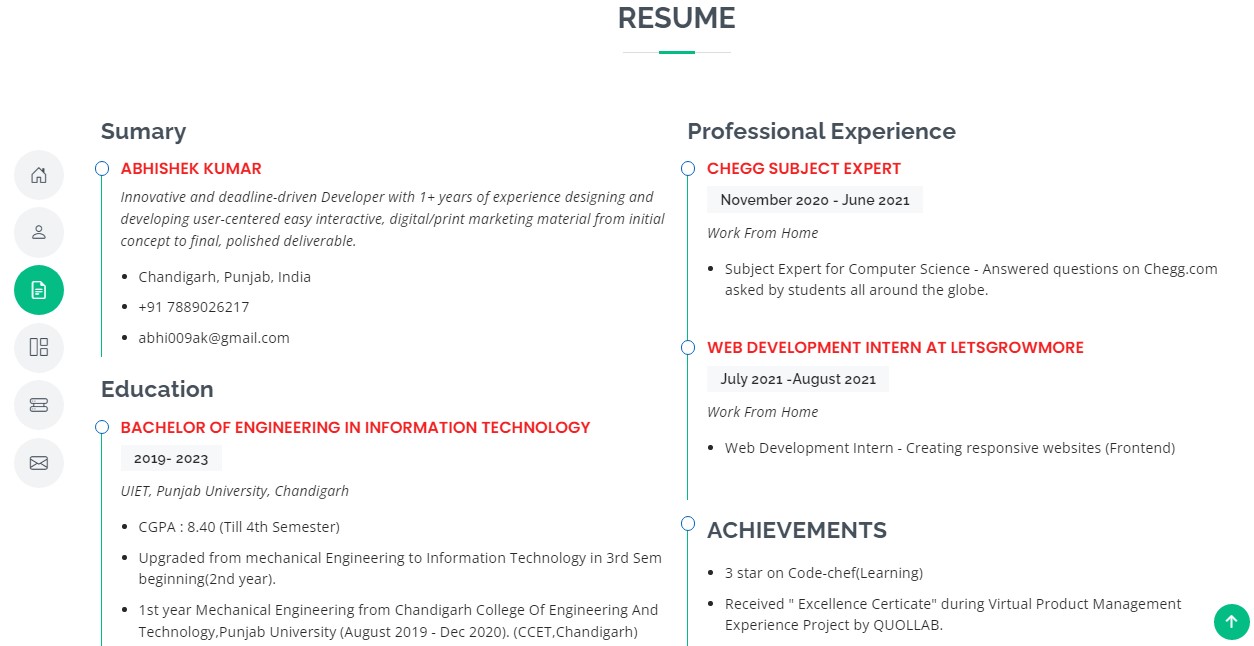 RESUME
Sumary
ABHISHEK KUMAR
Innovative and deadline-driven Developer with 1+ years of experience designing and
developing user-centered easy interactive, digital/print marketing material from initial
concept to final, polished deliverable.
Chandigarh, Punjab, India
+91 7889026217
abhi009ak@gmail.com
Education
BACHELOR OF ENGINEERING IN INFORMATION TECHNOLOGY
2019- 2023
UIET, Punjab University, Chandigarh
CGPA : 8.40 (Till 4th Semester)
Upgraded from mechanical Engineering to Information Technology in 3rd Sem
beginning(2nd year).
1st year Mechanical Engineering from Chandigarh College Of Engineering And
Technology,Punjab University (August 2019 - Dec 2020). (CCET,Chandigarh)
Professional Experience
CHEGG SUBJECT EXPERT
November 2020 - June 2021
Work From Home
Subject Expert for Computer Science - Answered questions on Chegg.com
asked by students all around the globe.
WEB DEVELOPMENT INTERN AT LETSGROWMORE
July 2021 -August 2021
Work From Home
Web Development Intern - Creating responsive websites (Frontend)
ACHIEVEMENTS
3 star on Code-chef(Learning)
Received " Excellence Certicate" during Virtual Product Management
Experience Project by QUOLLAB.